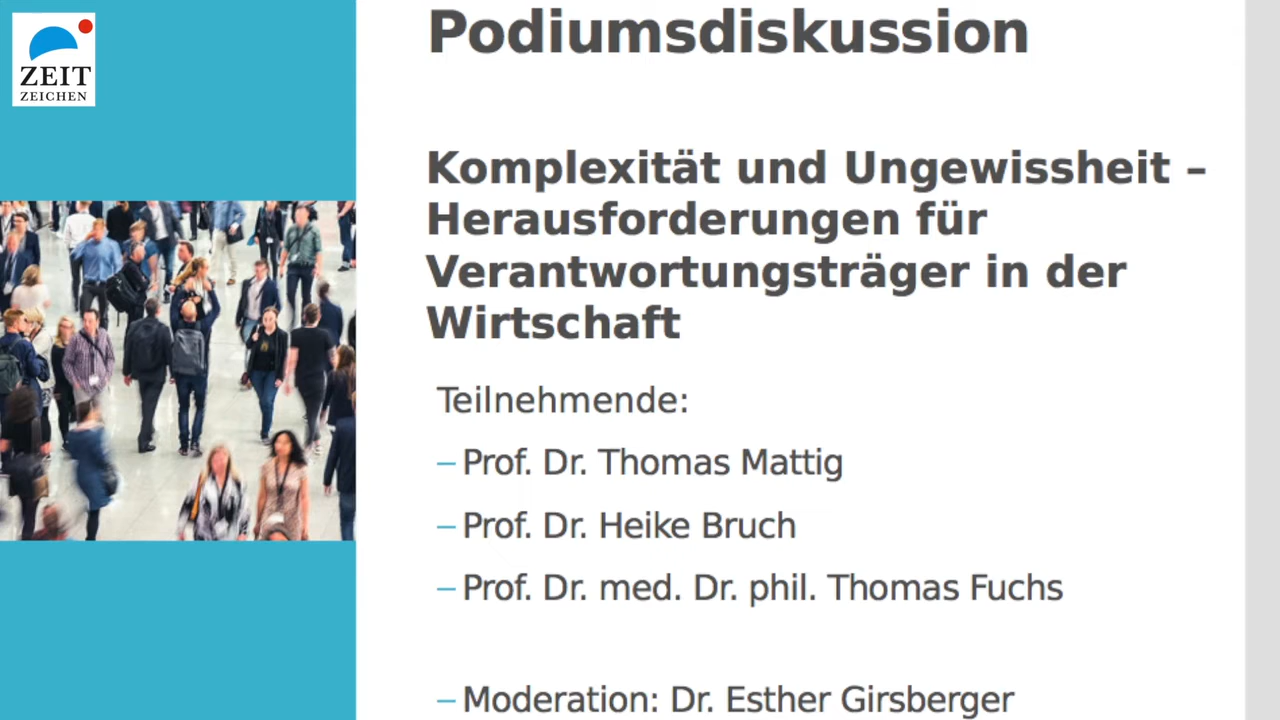 ZEIT
ZEICHEN
Podiumsdiskussion
Komplexität und Ungewissheit –
Herausforderungen für
Verantwortungsträger in der
Wirtschaft
Teilnehmende:
– Prof. Dr. Thomas Mattig
– Prof. Dr. Heike Bruch
– Prof. Dr. med. Dr. phil. Thomas Fuchs
– Moderation: Dr. Esther Girsberger